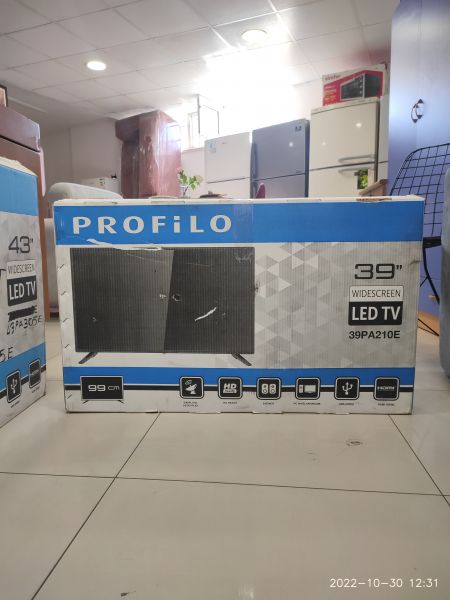 PROFiLO
39"
WIDESCREEN
LED TV
39PA210E
99 cm
HD
HDMI
43"
WIDESCREEN
LED TV
2022-10-30 12:31